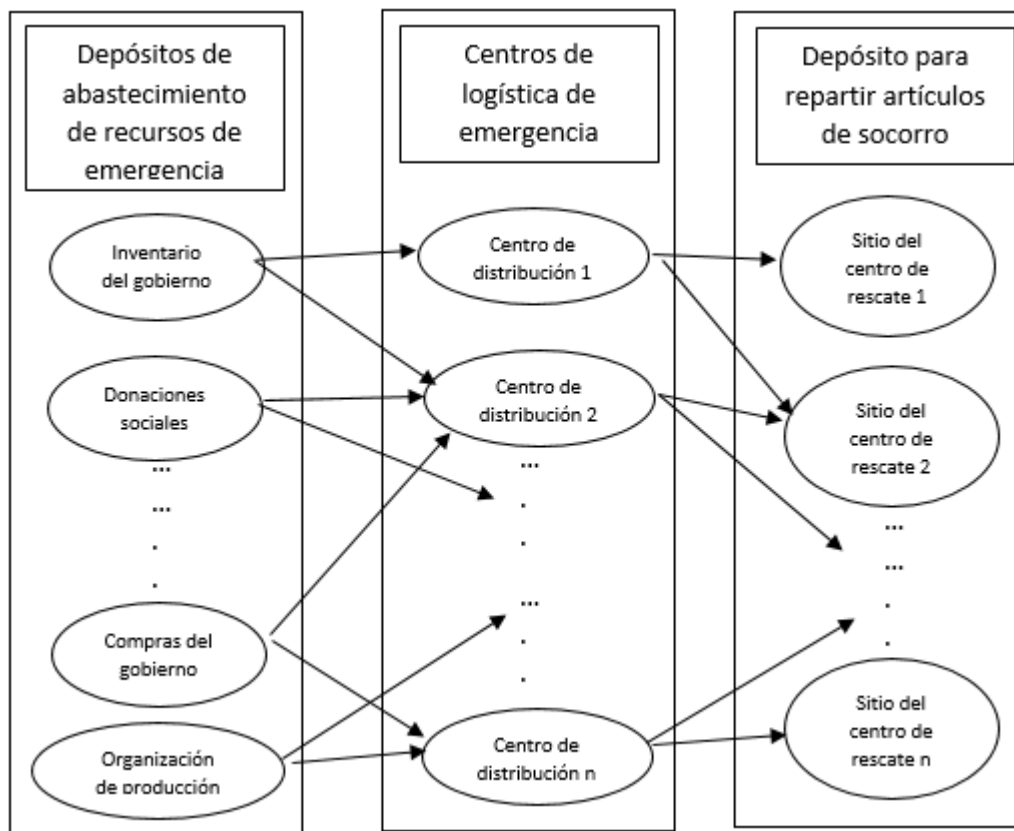 Depósitos de
abastecimiento
de recursos de
emergencia
Inventario
del gobierno
Donaciones
sociales
...
...
.
.
Compras del
gobierno
Organización
de producción
Centros de
logística de
emergencia
Centro de
distribución 1
Centro de
distribución 2
...
.
.
...
.
.
Centro de
distribución n
Depósito para
repartir artículos
de socorro
Sitio del
centro de
rescate 1
Sitio del
centro de
rescate 2
...
...
.
.
Sitio del
centro de
rescate n